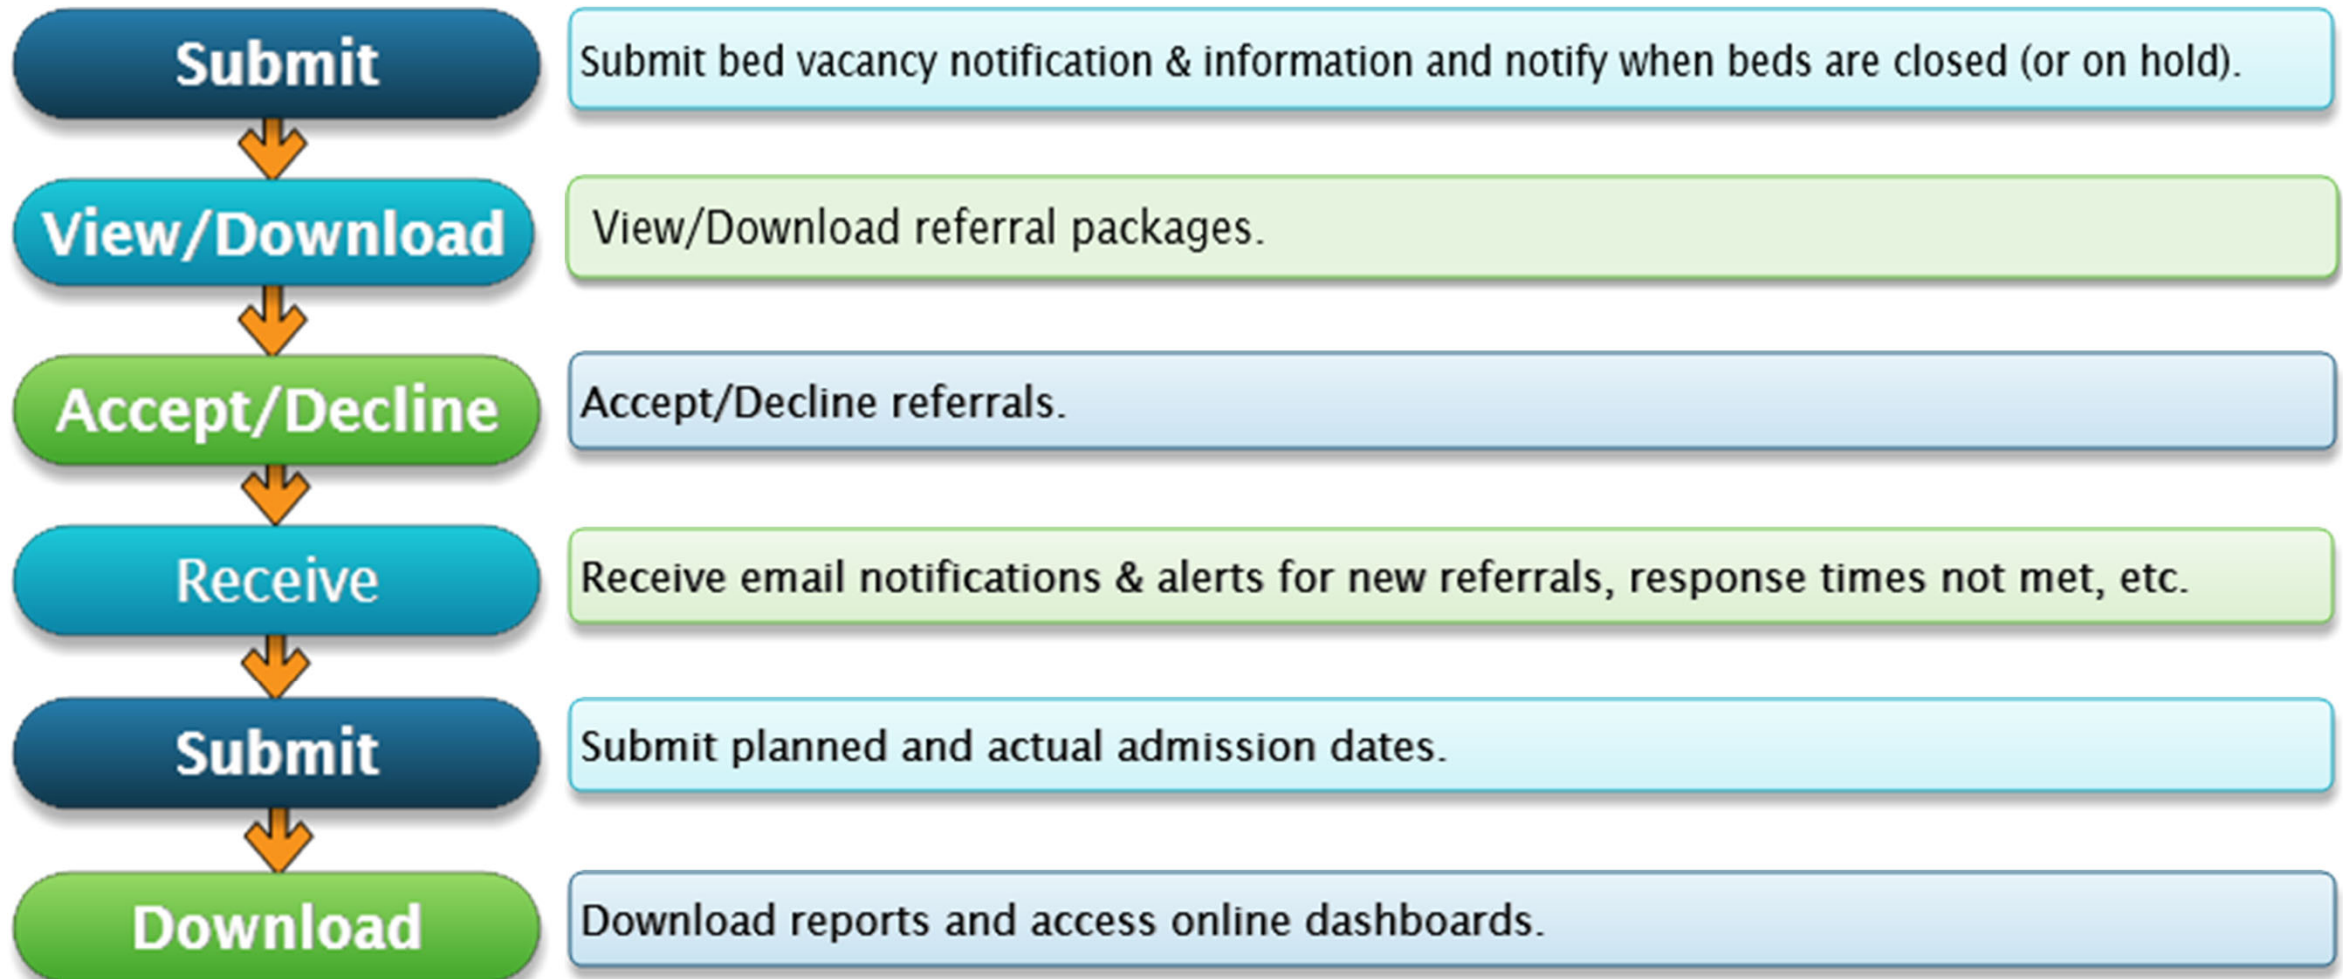 Submit
Submit bed vacancy notification & information and notify when beds are closed (or on hold).
View/Download
View/Download referral packages.
Accept/Decline
Accept/Decline referrals.
Receive
Receive email notifications & alerts for new referrals, response times not met, etc.
Submit
Submit planned and actual admission dates.
Download
Download reports and access online dashboards.